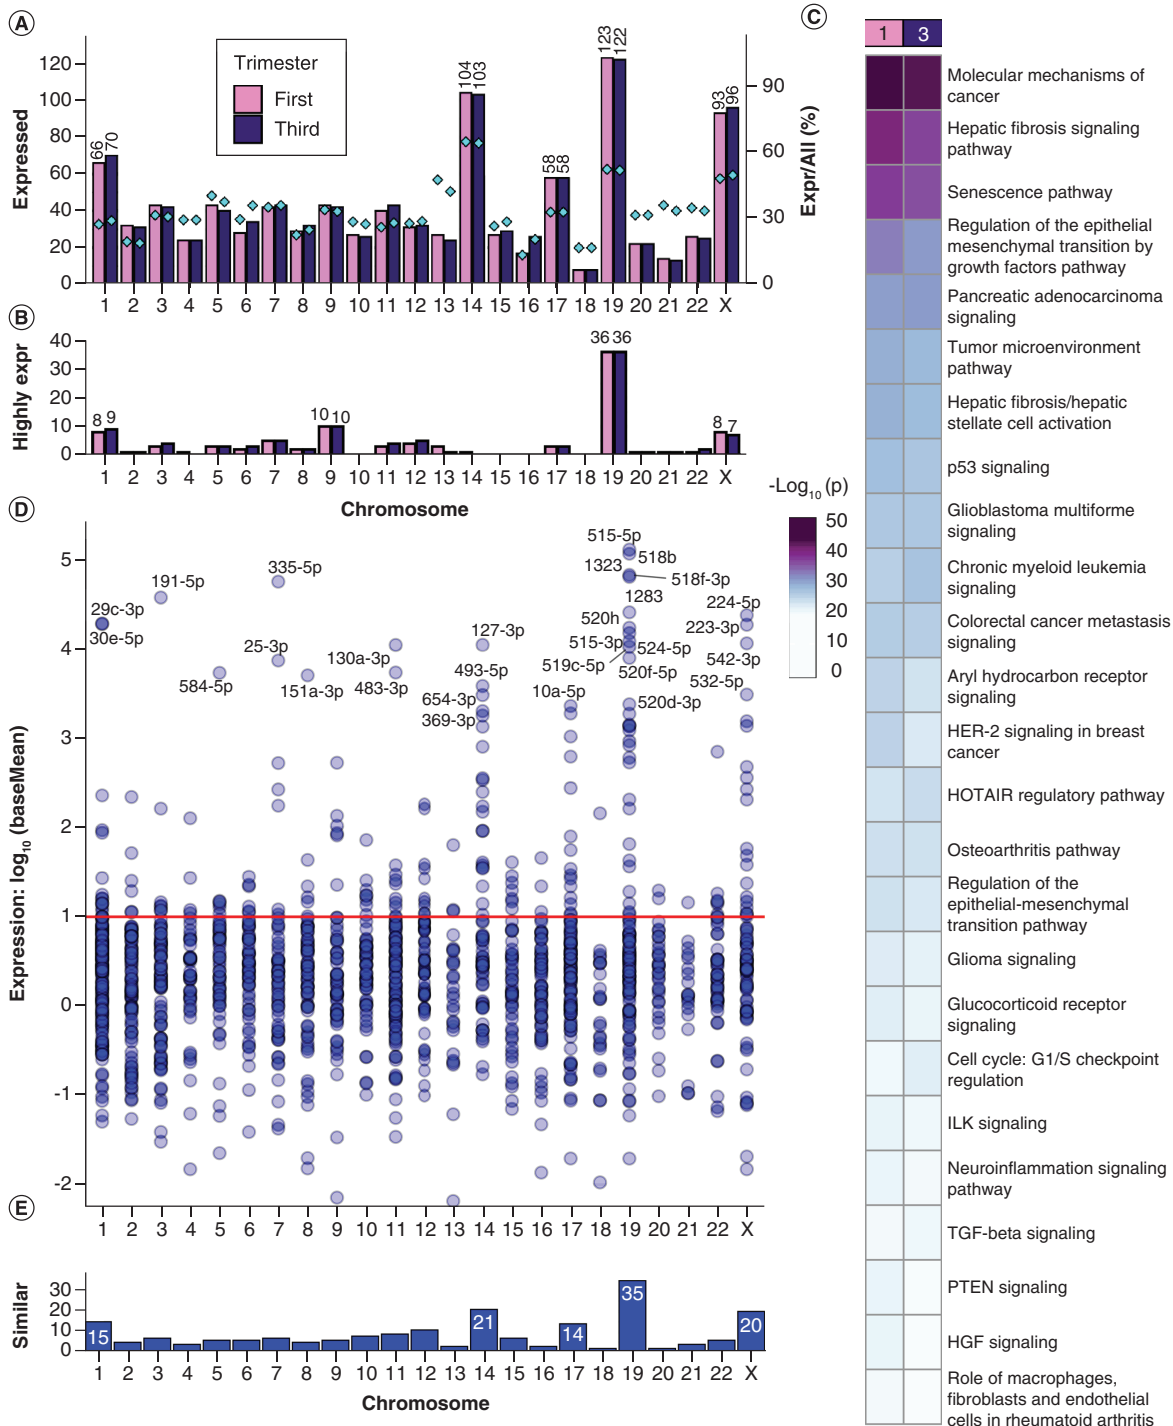 A
Trimester
First
Third
Expressed
120
100
80
60
40
20
0
66
70
104
103
58
58
123
122
93
96
90
60
30
0
Expr/All (%)
1 2 3 4 5 6 7 8 9 10 11 12 13 14 15 16 17 18 19 20 21 22 X
B
Highly expr
40
30
20
10
0
8 9
10 10
36 36
8 7
1 2 3 4 5 6 7 8 9 10 11 12 13 14 15 16 17 18 19 20 21 22 X
Chromosome
D
Expression: log10 (baseMean)
5
4
3
2
1
0
-1
-2
29c-3p
30e-5p
191-5p
584-5p
335-5p
25-3p
151a-3p
130a-3p
483-3p
127-3p
493-5p
654-3p
369-3p
10a-5p
515-5p
518b
1323
518f-3p
1283
520h
515-3p
524-5p
519c-5p
520f-5p
520d-3p
224-5p
223-3p
542-3p
532-5p
1 2 3 4 5 6 7 8 9 10 11 12 13 14 15 16 17 18 19 20 21 22 X
-Log10 (p)
50
40
30
20
10
0
E
Similar
30
20
10
0
15
21
14
35
20
1 2 3 4 5 6 7 8 9 10 11 12 13 14 15 16 17 18 19 20 21 22 X
Chromosome
C
1 3
Molecular mechanisms of
cancer
Hepatic fibrosis signaling
pathway
Senescence pathway
Regulation of the epithelial
mesenchymal transition by
growth factors pathway
Pancreatic adenocarcinoma
signaling
Tumor microenvironment
pathway
Hepatic fibrosis/hepatic
stellate cell activation
p53 signaling
Glioblastoma multiforme
signaling
Chronic myeloid leukemia
signaling
Colorectal cancer metastasis
signaling
Aryl hydrocarbon receptor
signaling
HER-2 signaling in breast
cancer
HOTAIR regulatory pathway
Osteoarthritis pathway
Regulation of the
epithelial-mesenchymal
transition pathway
Glioma signaling
Glucocorticoid receptor
signaling
Cell cycle: G1/S checkpoint
regulation
ILK signaling
Neuroinflammation signaling
pathway
TGF-beta signaling
PTEN signaling
HGF signaling
Role of macrophages,
fibroblasts and endothelial
cells in rheumatoid arthritis